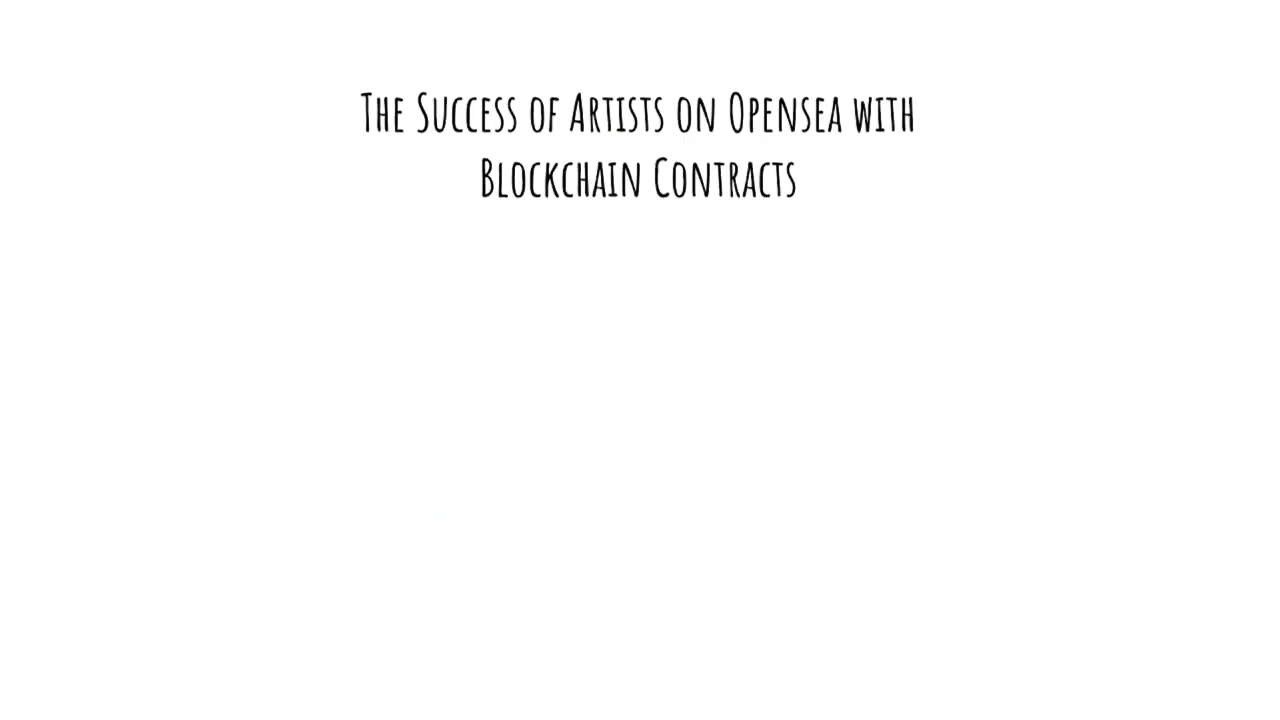 The Success of Artists on Opensea with
Blockchain Contracts